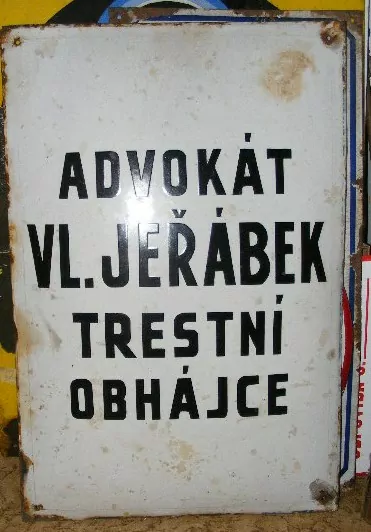 ADVOKÁT
VL. JEŘÁBEK
TRESTNÍ
OBHÁJCE